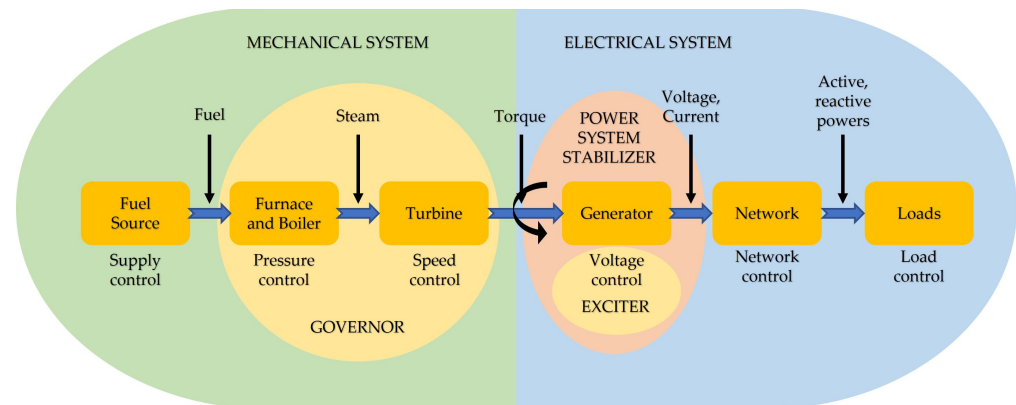 MECHANICAL SYSTEM
ELECTRICAL SYSTEM
Fuel
Steam
Torque
POWER
SYSTEM
STABILIZER
Voltage,
Current
Active,
reactive
powers
Fuel
Source
Furnace
and Boiler
Turbine
Generator
Network
Loads
Supply
control
Pressure
control
Speed
control
Voltage
control
Network
control
Load
control
GOVERNOR
EXCITER